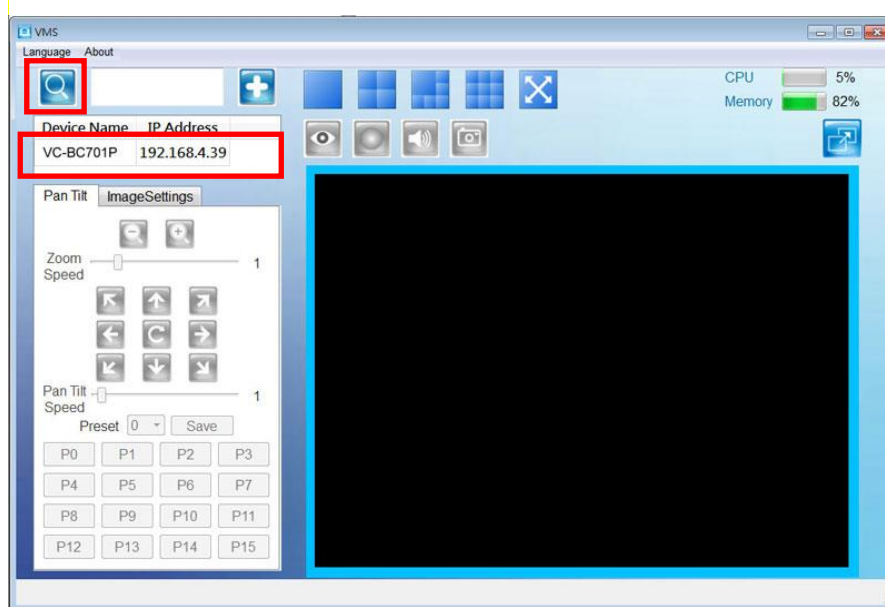 VMS
Language About
CPU 5%
Memory 82%
Device Name IP Address
VC-BC701P 192.168.4.39
Pan Tilt ImageSettings
Zoom Speed 1
Pan Tilt Speed 1
Preset 0 Save
P0 P1 P2 P3
P4 P5 P6 P7
P8 P9 P10 P11
P12 P13 P14 P15